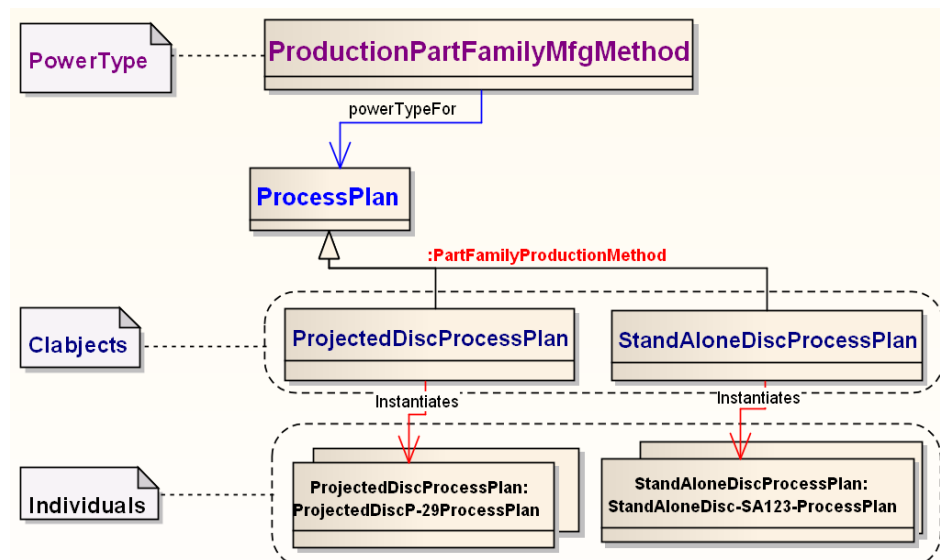 PowerType
ProductionPartFamilyMfgMethod
powerTypeFor
ProcessPlan
:PartFamilyProductionMethod
Clabjects
ProjectedDiscProcessPlan
StandAloneDiscProcessPlan
Instantiates
Instantiates
Individuals
ProjectedDiscProcessPlan:
ProjectedDiscP-29ProcessPlan
StandAloneDiscProcessPlan:
StandAloneDisc-SA123-ProcessPlan